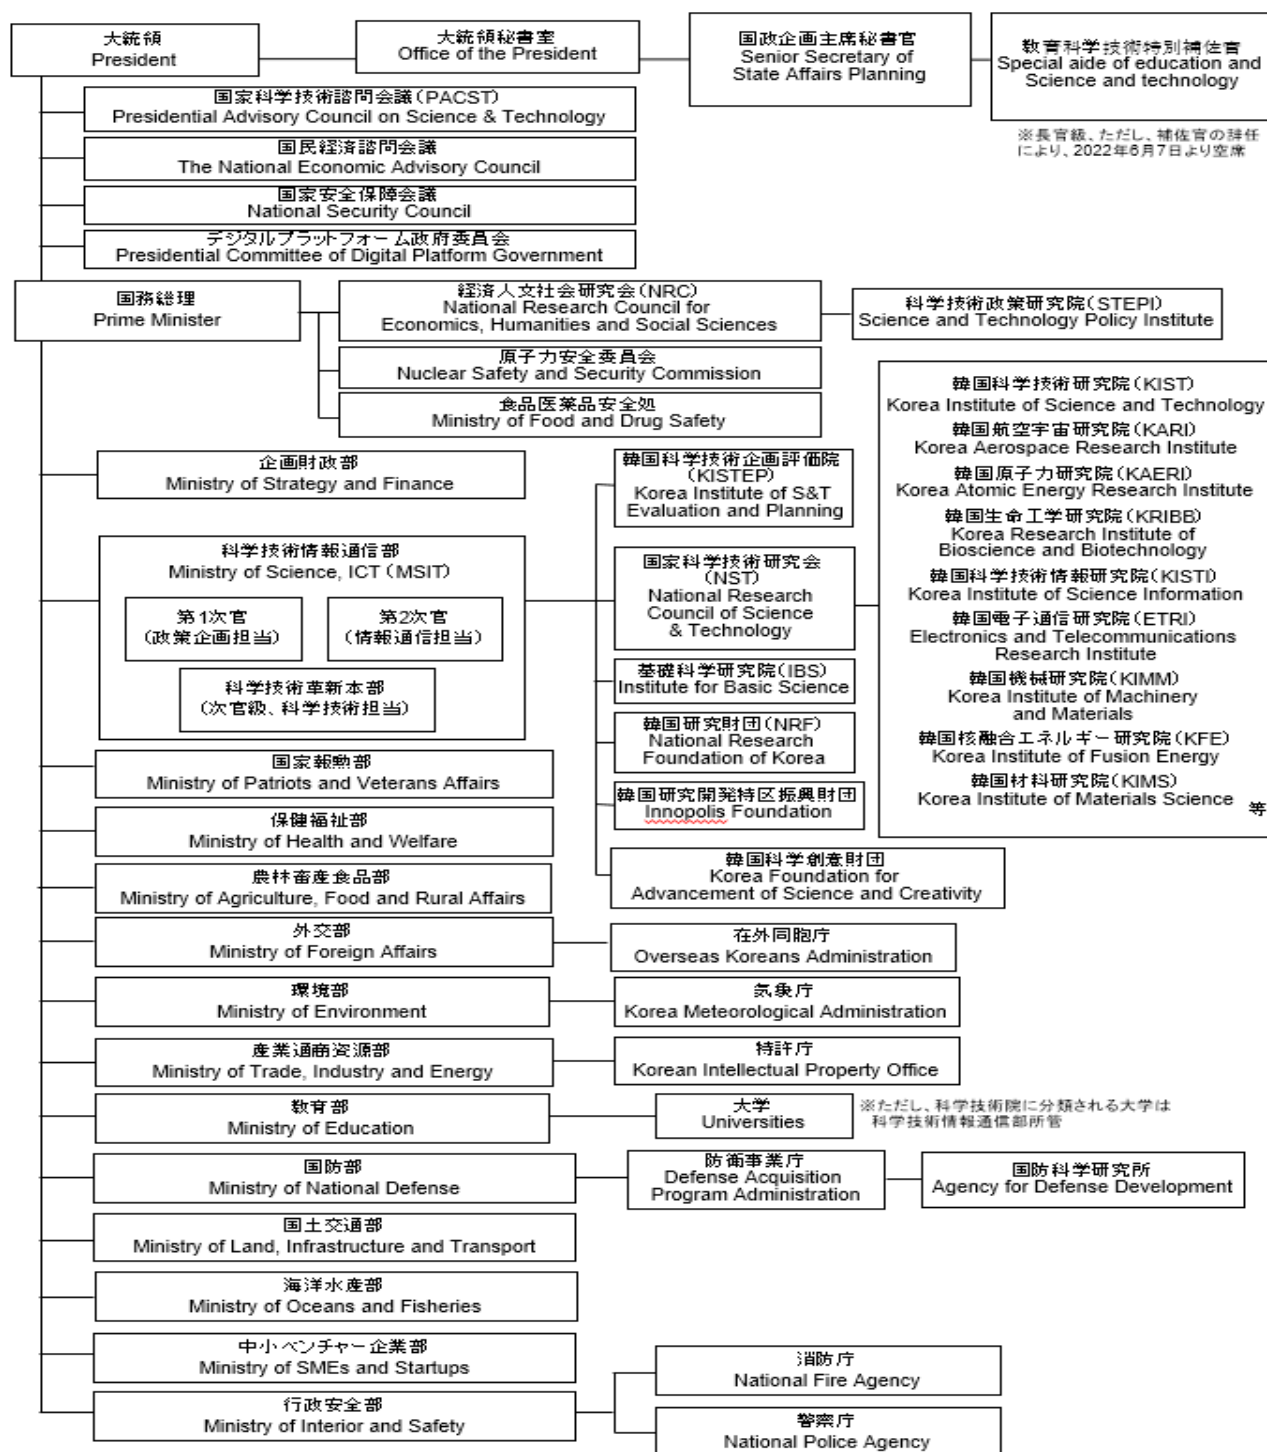 大統領
President
大統領秘書室
Office of the President
国政企画主席秘書官
Senior Secretary of
State Affairs Planning
教育科学技術特別補佐官
Special aide of education and
Science and technology
※長官級、ただし、補佐官の辞任
により、2022年6月7日より空席
国家科学技術諮問会議(PACST)
Presidential Advisory Council on Science & Technology
国民経済諮問会議
The National Economic Advisory Council
国家安全保障会議
National Security Council
デジタルプラットフォーム政府委員会
Presidential Committee of Digital Platform Government
国務総理
Prime Minister
経済人文社会研究会(NRC)
National Research Council for
Economics, Humanities and Social Sciences
科学技術政策研究院(STEPI)
Science and Technology Policy Institute
原子力安全委員会
Nuclear Safety and Security Commission
食品医薬品安全処
Ministry of Food and Drug Safety
企画財政部
Ministry of Strategy and Finance
科学技術情報通信部
Ministry of Science, ICT (MSIT)
第1次官
(政策企画担当)
第2次官
(情報通信担当)
科学技術革新本部
(次官級、科学技術担当)
韓国科学技術企画評価院
(KISTEP)
Korea Institute of S&T
Evaluation and Planning
国家科学技術研究会
(NST)
National Research
Council of Science
& Technology
基礎科学研究院(IBS)
Institute for Basic Science
韓国研究財団(NRF)
National Research
Foundation of Korea
韓国研究開発特区振興財団
Innopolis Foundation
韓国科学創意財団
Korea Foundation for
Advancement of Science and Creativity
韓国科学技術研究院(KIST)
Korea Institute of Science and Technology
韓国航空宇宙研究院(KARI)
Korea Aerospace Research Institute
韓国原子力研究院(KAERI)
Korea Atomic Energy Research Institute
韓国生命工学研究院(KRIBB)
Korea Research Institute of
Bioscience and Biotechnology
韓国科学技術情報研究院(KISTI)
Korea Institute of Science Information
韓国電子通信研究院(ETRI)
Electronics and Telecommunications
Research Institute
韓国機械研究院(KIMM)
Korea Institute of Machinery
and Materials
韓国核融合エネルギー研究院(KFE)
Korea Institute of Fusion Energy
韓国材料研究院(KIMS)
Korea Institute of Materials Science
等
国家報勲部
Ministry of Patriots and Veterans Affairs
保健福祉部
Ministry of Health and Welfare
農林畜産食品部
Ministry of Agriculture, Food and Rural Affairs
外交部
Ministry of Foreign Affairs
在外同胞庁
Overseas Koreans Administration
環境部
Ministry of Environment
気象庁
Korea Meteorological Administration
産業通商資源部
Ministry of Trade, Industry and Energy
特許庁
Korean Intellectual Property Office
教育部
Ministry of Education
大学
Universities
※ただし、科学技術院に分類される大学は
科学技術情報通信部所管
国防部
Ministry of National Defense
防衛事業庁
Defense Acquisition
Program Administration
国防科学研究所
Agency for Defense Development
国土交通部
Ministry of Land, Infrastructure and Transport
海洋水産部
Ministry of Oceans and Fisheries
中小ベンチャー企業部
Ministry of SMEs and Startups
行政安全部
Ministry of Interior and Safety
消防庁
National Fire Agency
警察庁
National Police Agency